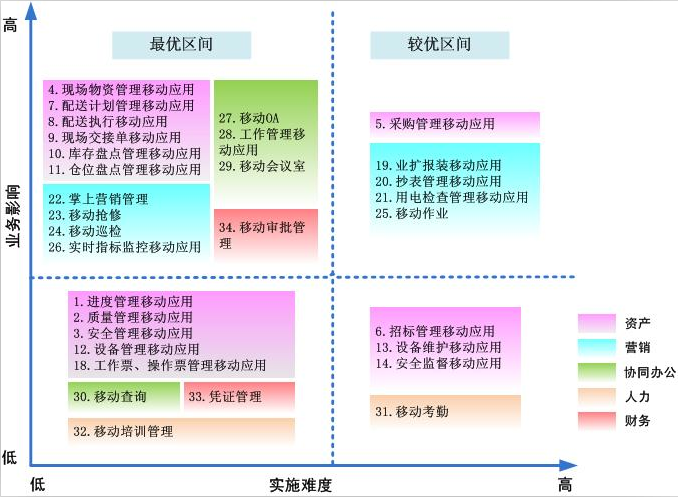 高
最优区间
较优区间
4. 现场物资管理移动应用
7. 配送计划管理移动应用
8. 配送执行移动应用
9. 现场交接单移动应用
10. 库存盘点管理移动应用
11. 仓位盘点管理移动应用
27. 移动OA
28. 工作管理移
动应用
29. 移动会议室
22. 掌上营销管理
23. 移动抢修
24. 移动巡检
26. 实时指标监控移动应用
34. 移动审批管
理
5. 采购管理移动应用
19. 业扩报装移动应用
20. 抄表管理移动应用
21. 用电检查管理移动应用
25. 移动作业
业务影响
1. 进度管理移动应用
2. 质量管理移动应用
3. 安全管理移动应用
12. 设备管理移动应用
18. 工作票、操作票管理移动应用
30. 移动查询
33. 凭证管理
32. 移动培训管理
6. 招标管理移动应用
13. 设备维护移动应用
14. 安全监督移动应用
31. 移动考勤
资产
营销
协同办公
人力
财务
低
低
实施难度
高